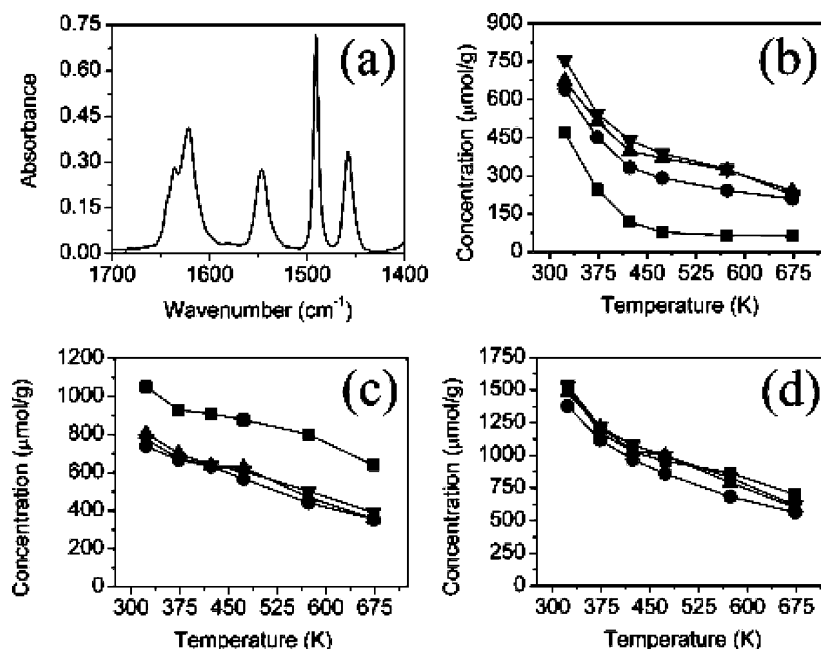 (a)
0.75
0.60
0.45
0.30
0.15
0.00
Absorbance
1700
1600
1500
1400
Wavenumber (cm⁻¹)
(b)
900
750
600
450
300
150
0
Concentration (μmol/g)
300 375 450 525 600 675
Temperature (K)
(c)
1200
1000
800
600
400
200
0
Concentration (μmol/g)
300 375 450 525 600 675
Temperature (K)
(d)
1750
1500
1250
1000
750
500
250
0
Concentration (μmol/g)
300 375 450 525 600 675
Temperature (K)